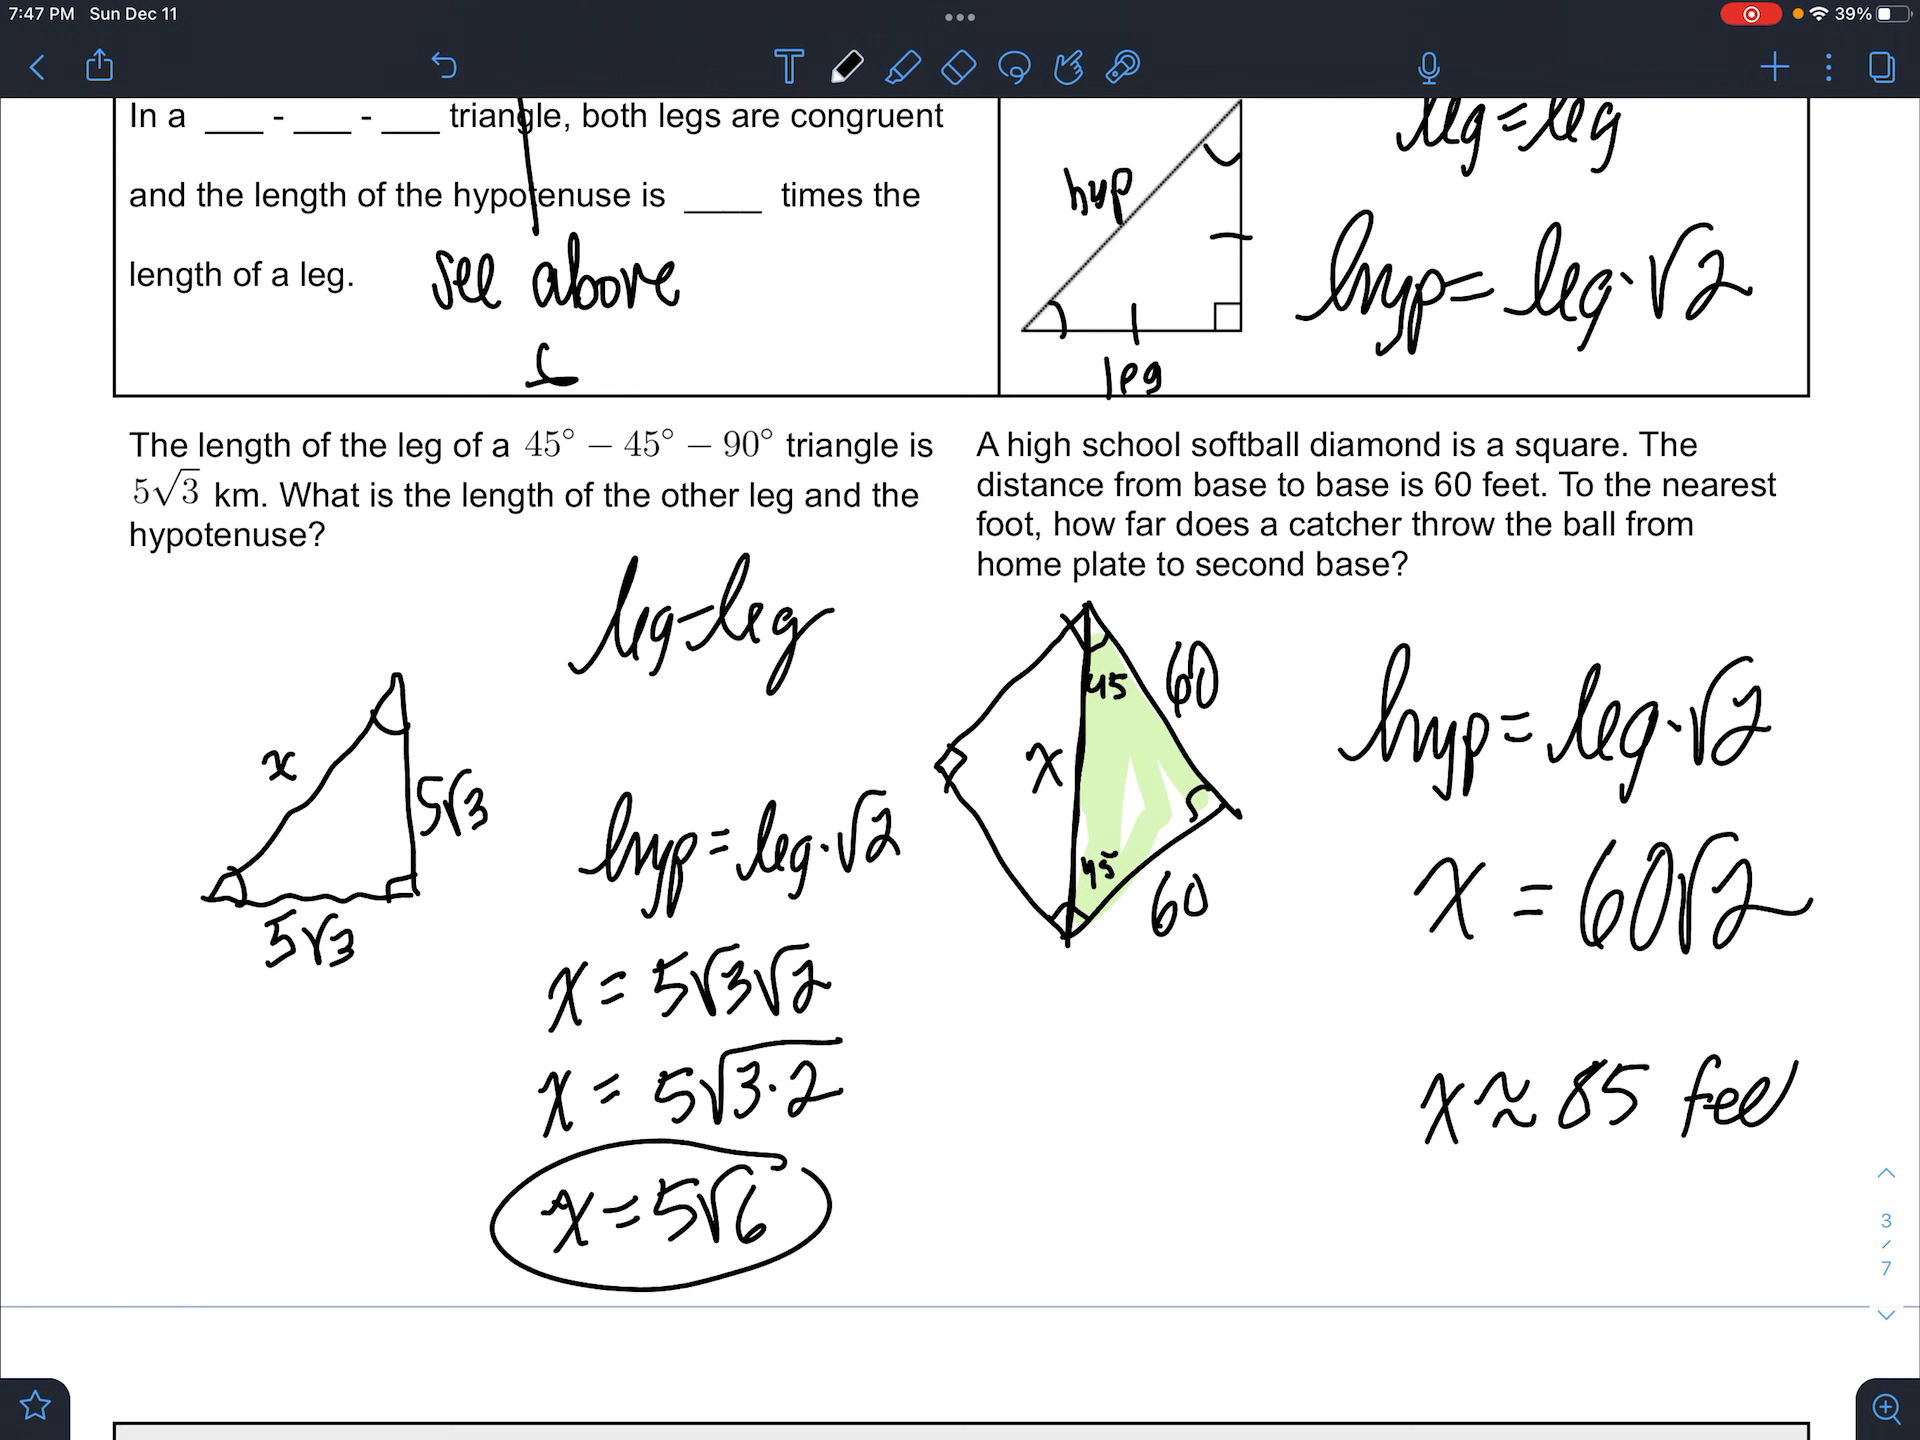 7:47 PM Sun Dec 11
39%
In a ___ - ___ - ___ triangle, both legs are congruent
and the length of the hypotenuse is ____ times the
length of a leg.
see above
hyp
leg
leg = leg
hyp = leg · √2
The length of the leg of a 45° – 45° – 90° triangle is
5√3 km. What is the length of the other leg and the
hypotenuse?
leg = leg
x
5√3
5√3
hyp = leg · √2
x = 5√3√2
x = 5√3·2
x = 5√6
A high school softball diamond is a square. The
distance from base to base is 60 feet. To the nearest
foot, how far does a catcher throw the ball from
home plate to second base?
45
60
x
45
60
hyp = leg · √2
x = 60√2
x ≈ 85 feet
3
/
7